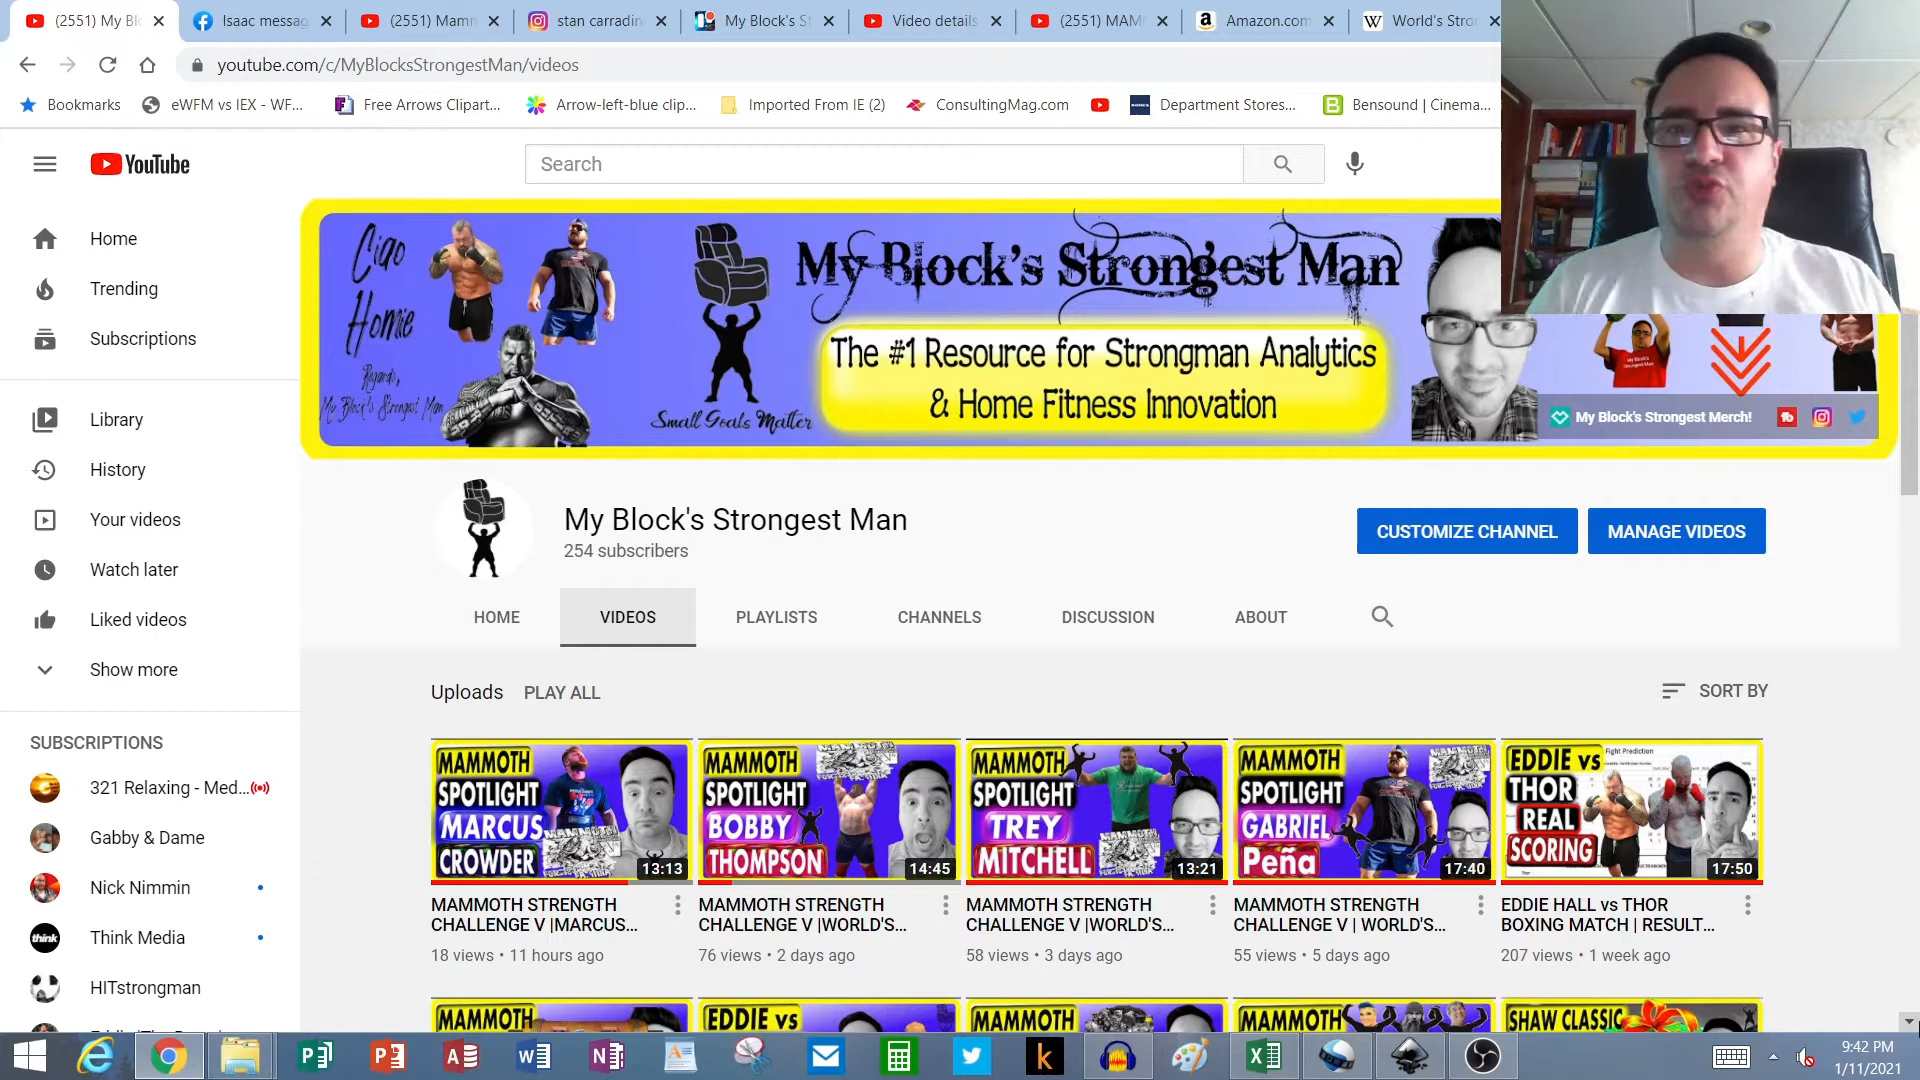 (2551) My Bl
Isaac messag
(2551) Mamn
stan carradin
My Block's St
Video details
(2551) MAM
Amazon.com
World's Stro
youtube.com/c/MyBlocksStrongestMan/videos
Bookmarks
eWFM vs IEX - WF...
Free Arrows Clipart...
Arrow-left-blue clip...
Imported From IE (2)
ConsultingMag.com
Department Stores...
Bensound | Cinema...
YouTube
Search
Home
Trending
Subscriptions
Library
History
Your videos
Watch later
Liked videos
Show more
SUBSCRIPTIONS
321 Relaxing - Med...
Gabby & Dame
Nick Nimmin
Think Media
HITstrongman
Ciao
Homie
Regards,
My Block's Strongest Man
Small Goals Matter
My Block's Strongest Man
The #1 Resource for Strongman Analytics
& Home Fitness Innovation
My Block's Strongest Merch!
My Block's Strongest Man
254 subscribers
CUSTOMIZE CHANNEL
MANAGE VIDEOS
HOME
VIDEOS
PLAYLISTS
CHANNELS
DISCUSSION
ABOUT
Uploads
PLAY ALL
SORT BY
MAMMOTH
SPOTLIGHT
MARCUS
CROWDER
13:13
MAMMOTH STRENGTH
CHALLENGE V |MARCUS...
18 views • 11 hours ago
MAMMOTH
SPOTLIGHT
BOBBY
THOMPSON
14:45
MAMMOTH STRENGTH
CHALLENGE V |WORLD'S...
76 views • 2 days ago
MAMMOTH
SPOTLIGHT
TREY
MITCHELL
13:21
MAMMOTH STRENGTH
CHALLENGE V |WORLD'S...
58 views • 3 days ago
MAMMOTH
SPOTLIGHT
GABRIEL
Peña
17:40
MAMMOTH STRENGTH
CHALLENGE V | WORLD'S...
55 views • 5 days ago
EDDIE vs
THOR
REAL
SCORING
Fight Prediction
17:50
EDDIE HALL vs THOR
BOXING MATCH | RESULT...
207 views • 1 week ago
MAMMOTH
EDDIE vs
MAMMOTH
MAMMOTH
SHAW CLASSIC
9:42 PM
1/11/2021